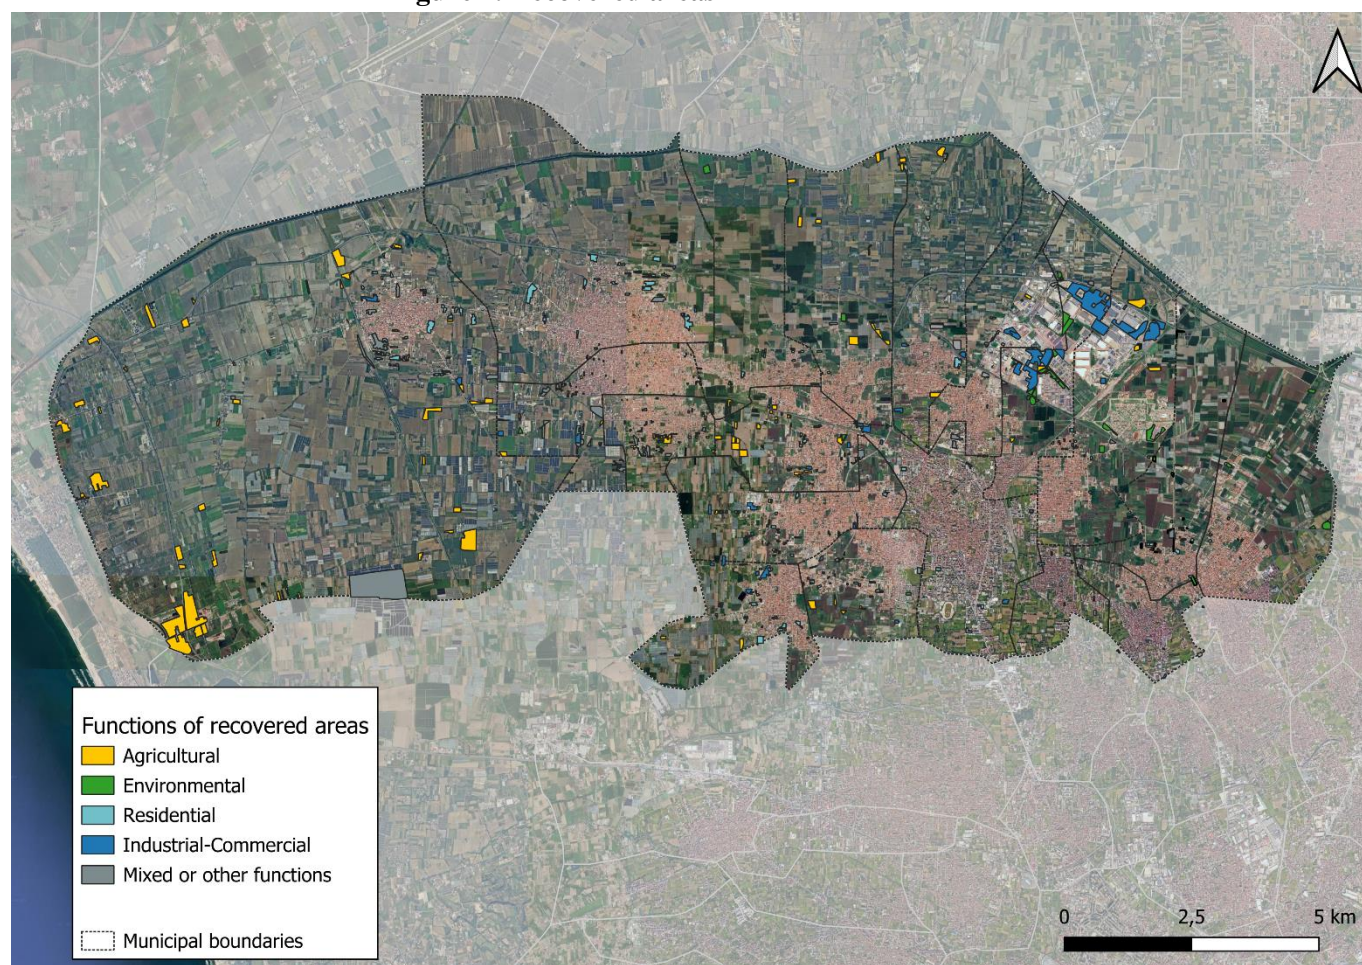 Functions of recovered areas
Agricultural
Environmental
Residential
Industrial-Commercial
Mixed or other functions
Municipal boundaries
0 2,5 5 km